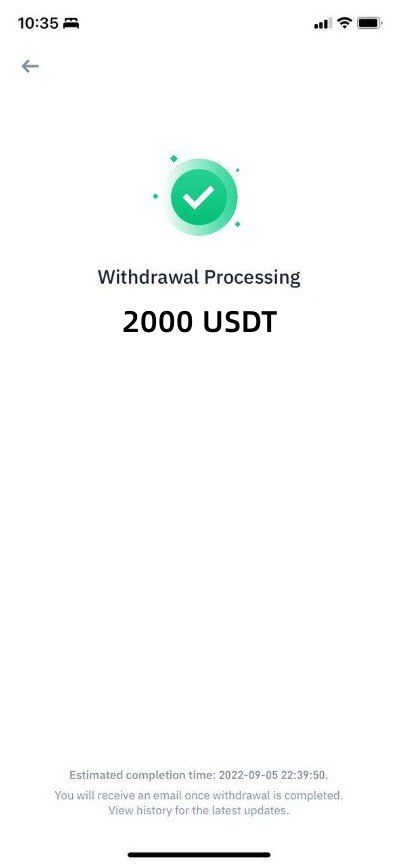 10:35
Withdrawal Processing
2000 USDT
Estimated completion time: 2022-09-05 22:39:50.
You will receive an email once withdrawal is completed.
View history for the latest updates.